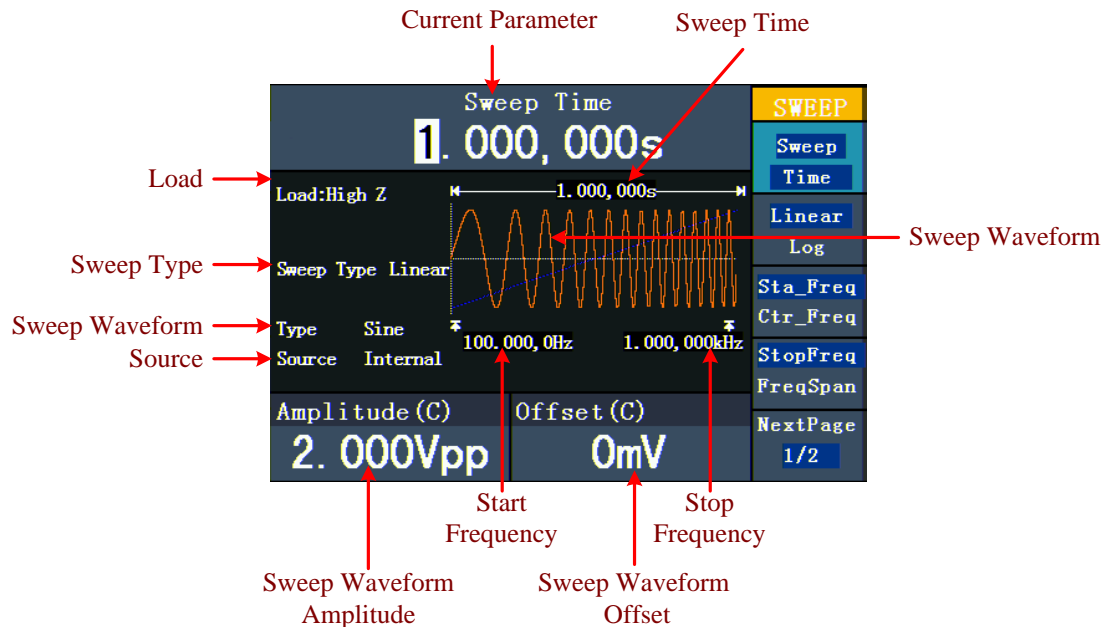 Current Parameter
Sweep Time
Sweep Time
1.000,000s
SWEEP
Sweep
Time
Linear
Log
Sta_Freq
Ctr_Freq
StopFreq
FreqSpan
NextPage
1/2
Load
Load:High Z
1.000,000s
Sweep Waveform
Sweep Type
Sweep Type Linear
Sweep Waveform
Type Sine
100.000,0Hz
1.000,000kHz
Source
Source Internal
Amplitude(C)
2.000Vpp
Offset(C)
0mV
Start
Frequency
Stop
Frequency
Sweep Waveform
Amplitude
Sweep Waveform
Offset